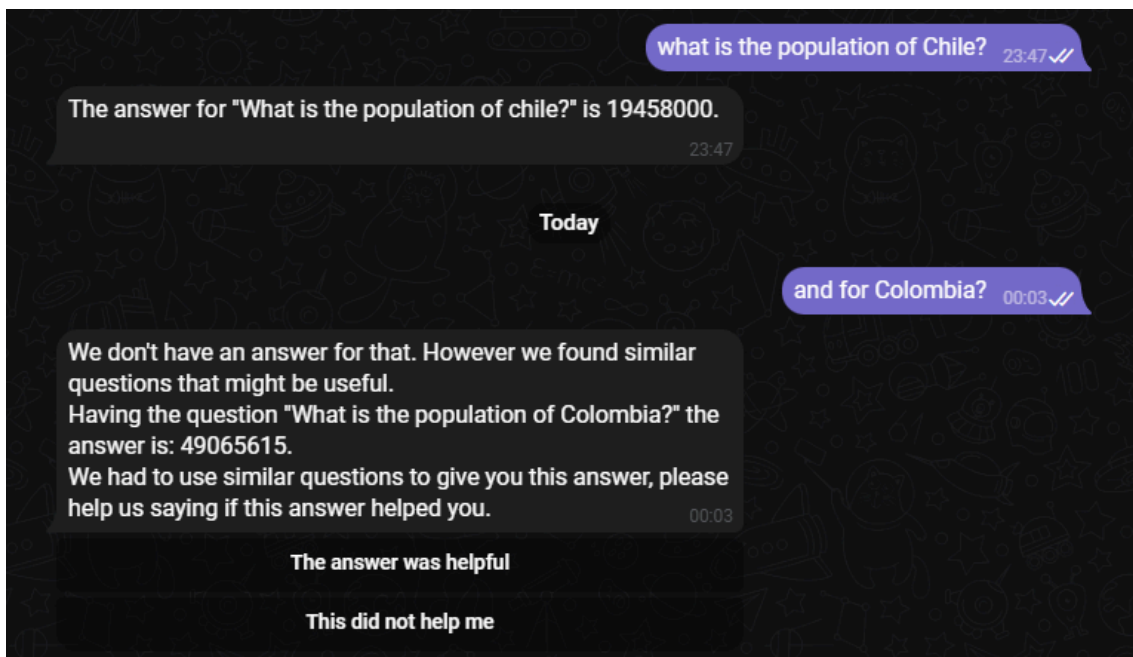 what is the population of Chile? 23:47
The answer for "What is the population of chile?" is 19458000.
23:47
Today
and for Colombia? 00:03
We don't have an answer for that. However we found similar
questions that might be useful.
Having the question "What is the population of Colombia?" the
answer is: 49065615.
We had to use similar questions to give you this answer, please
help us saying if this answer helped you. 00:03
The answer was helpful
This did not help me